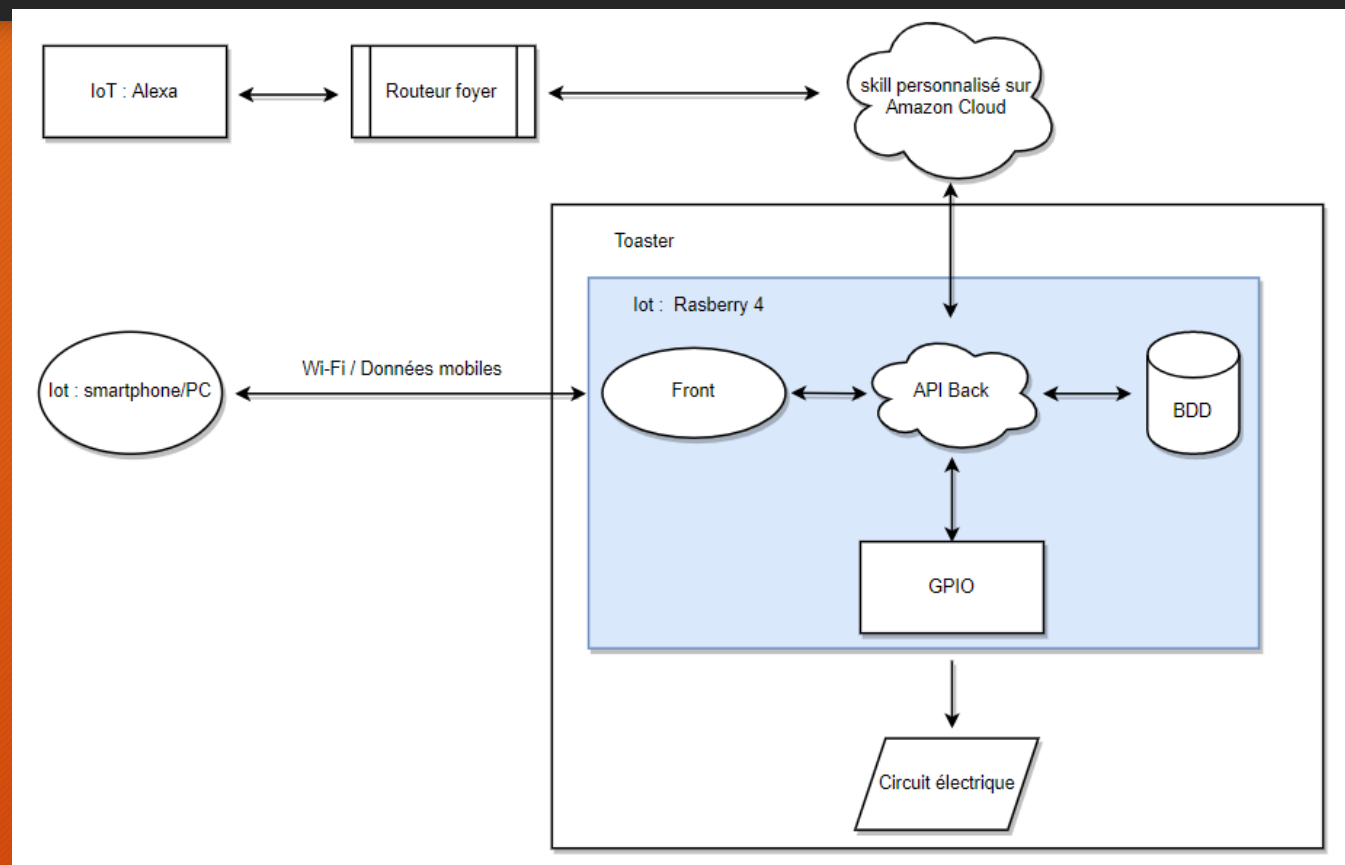 IoT : Alexa
Routeur foyer
skill personnalisé sur
Amazon Cloud
Toaster
Iot : Rasberry 4
Iot : smartphone/PC
Wi-Fi / Données mobiles
Front
API Back
BDD
GPIO
Circuit électrique